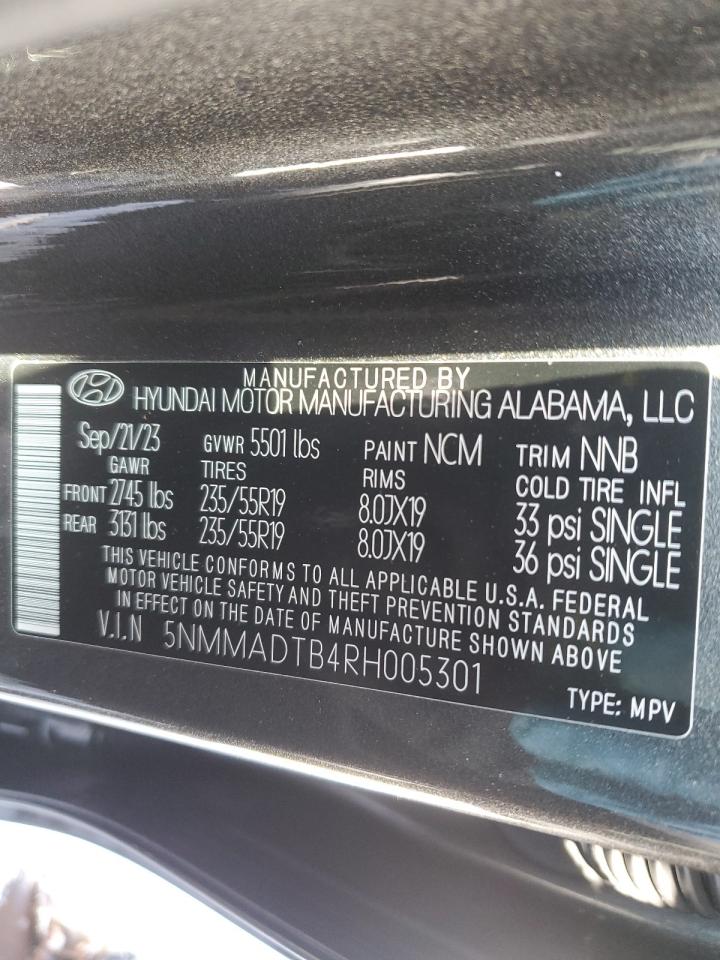 MANUFACTURED BY
HYUNDAI MOTOR MANUFACTURING ALABAMA, LLC
Sep/21/23 GVWR 5501 lbs PAINT NCM TRIM NNB
GAWR TIRES RIMS COLD TIRE INFL
FRONT 2745 lbs 235/55R19 8.0JX19 33 psi SINGLE
REAR 3131 lbs 235/55R19 8.0JX19 36 psi SINGLE
THIS VEHICLE CONFORMS TO ALL APPLICABLE U.S.A. FEDERAL
MOTOR VEHICLE SAFETY AND THEFT PREVENTION STANDARDS
IN EFFECT ON THE DATE OF MANUFACTURE SHOWN ABOVE
V.I.N 5NMMADTB4RH005301
TYPE: MPV